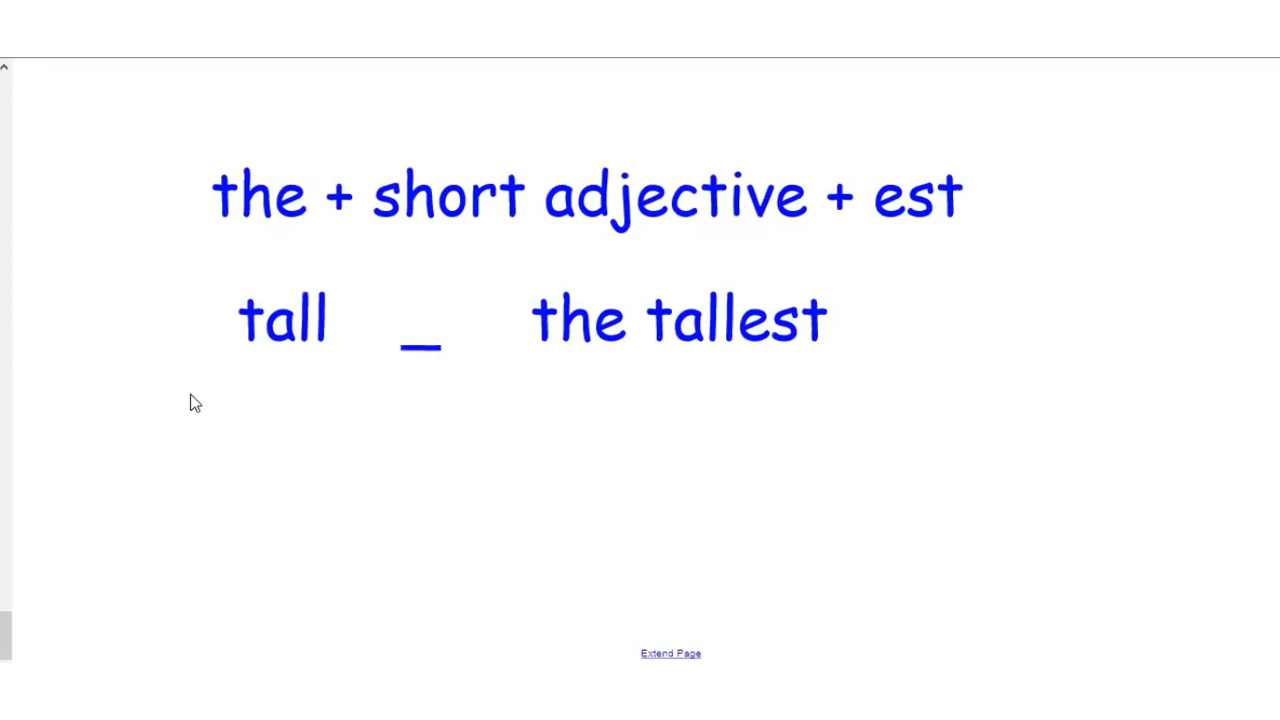 the + short adjective + est
tall _ the tallest
Extend Page